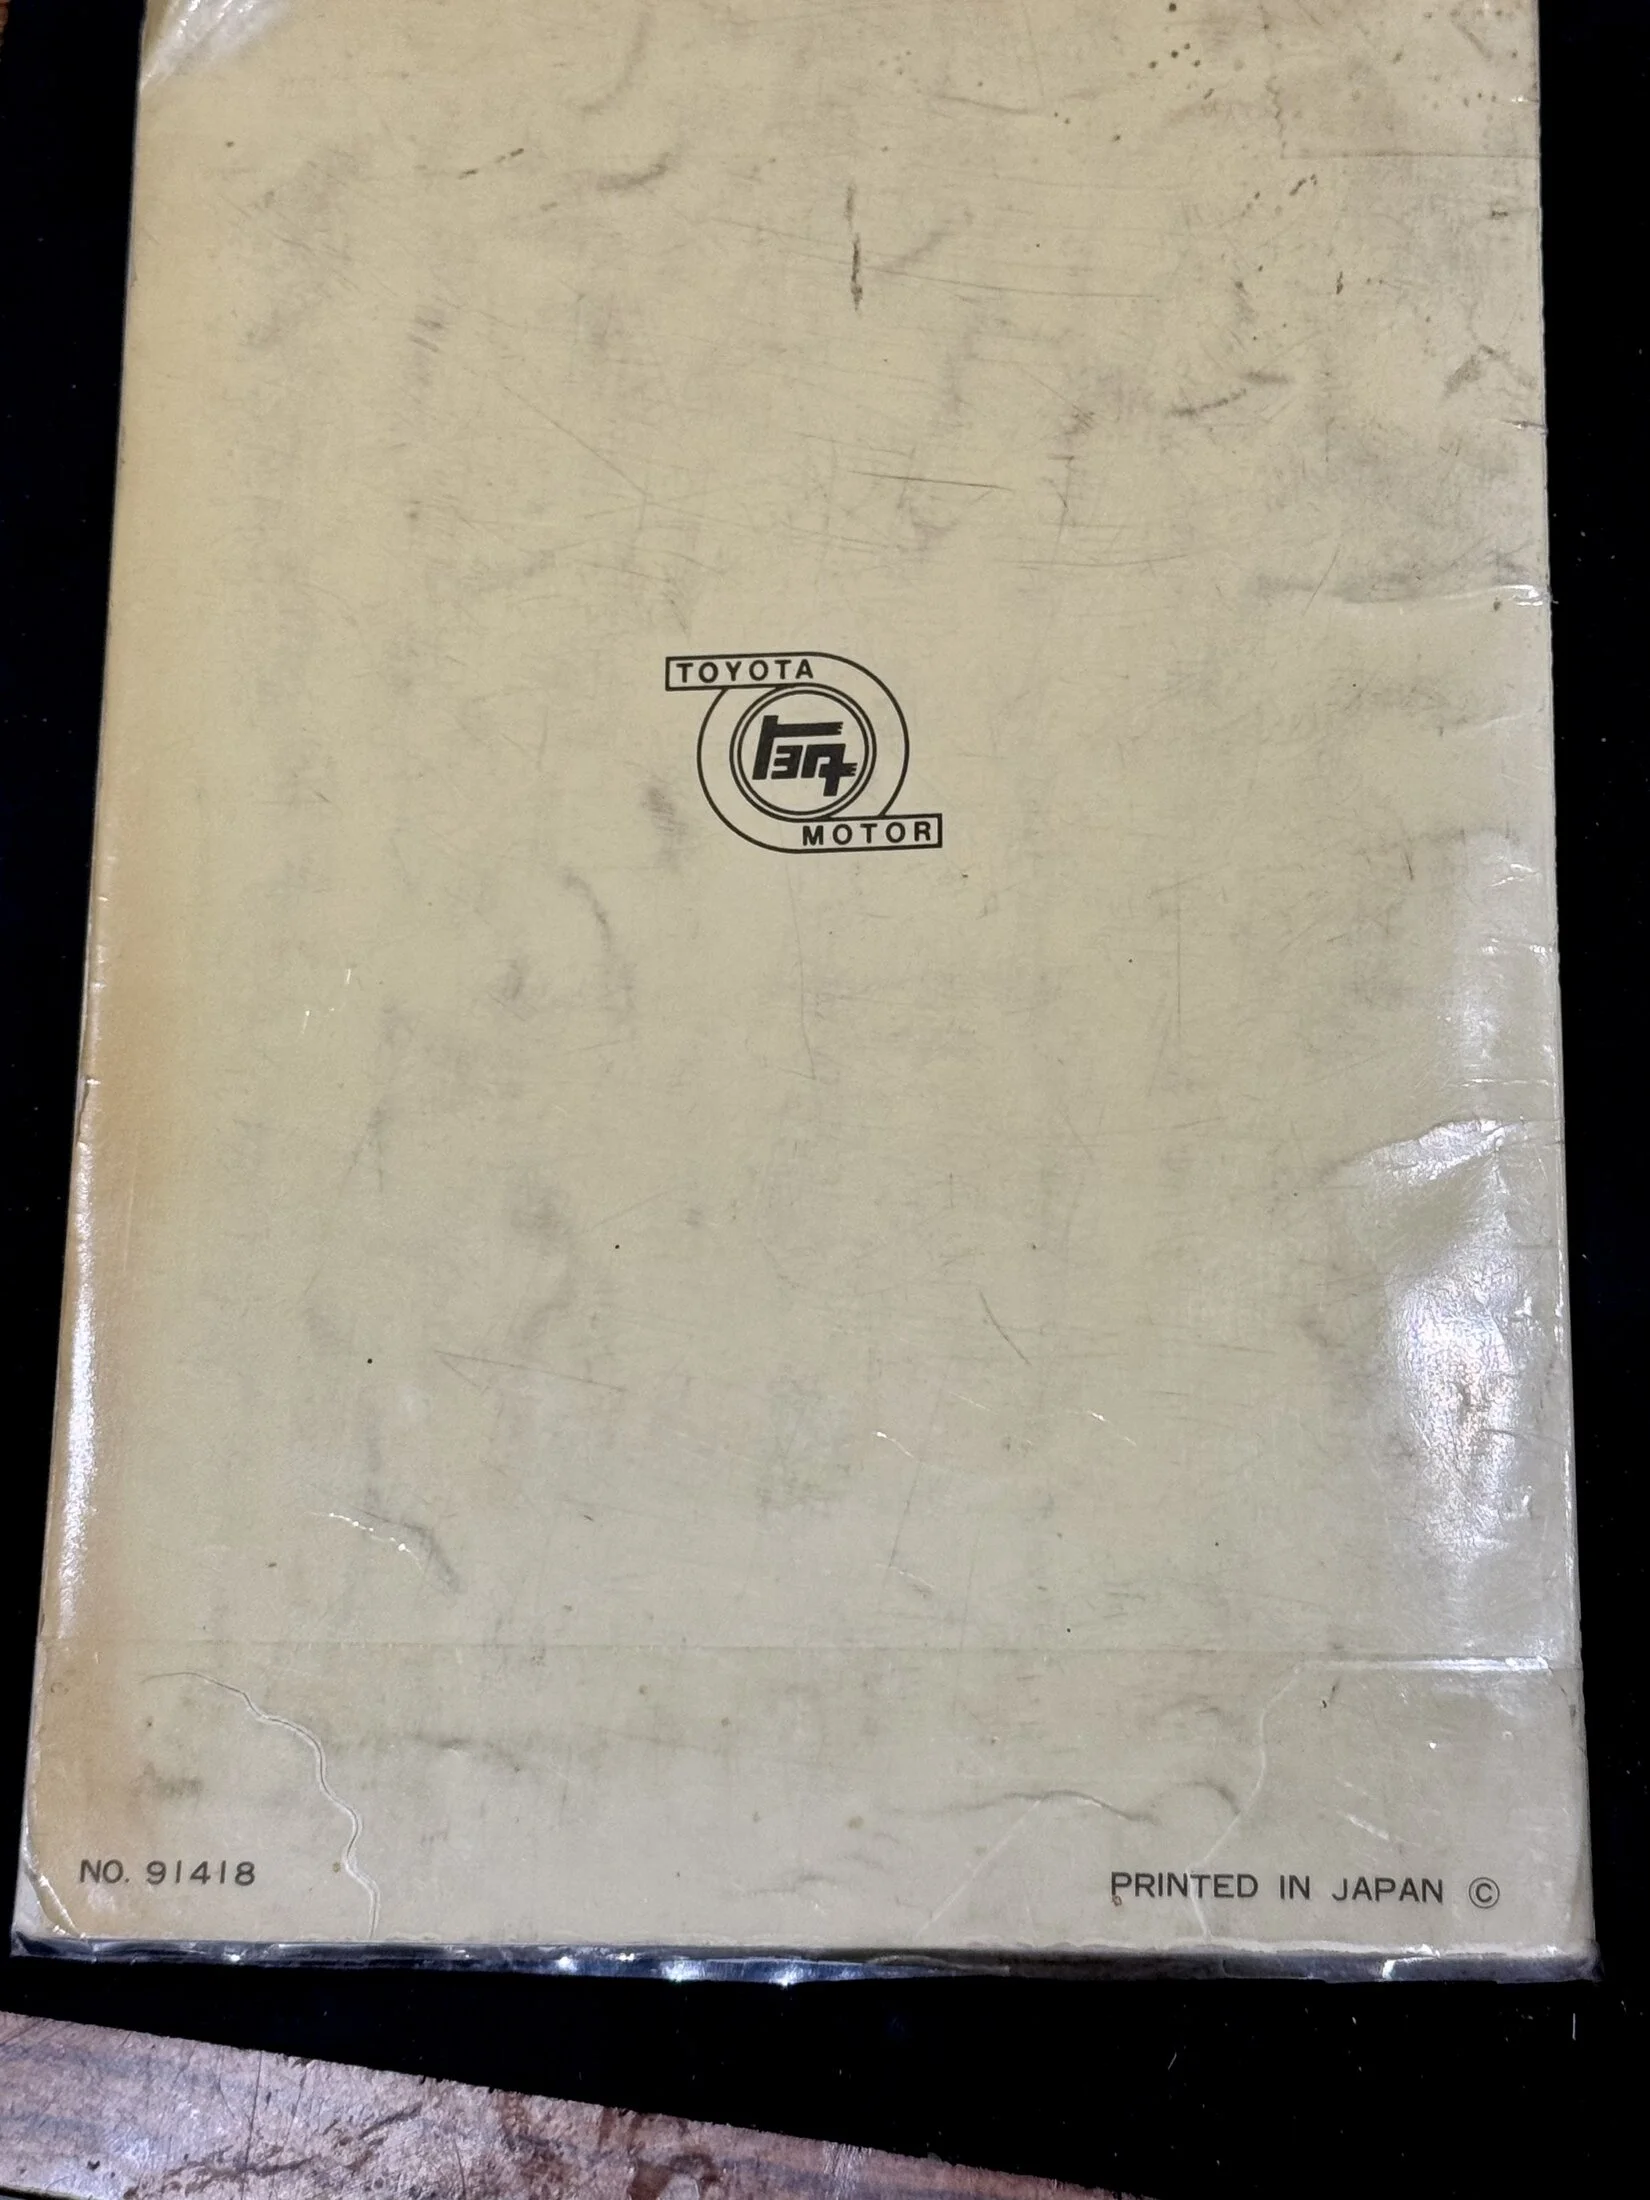 TOYOTA
トヨタ
MOTOR
NO. 91418
PRINTED IN JAPAN ©